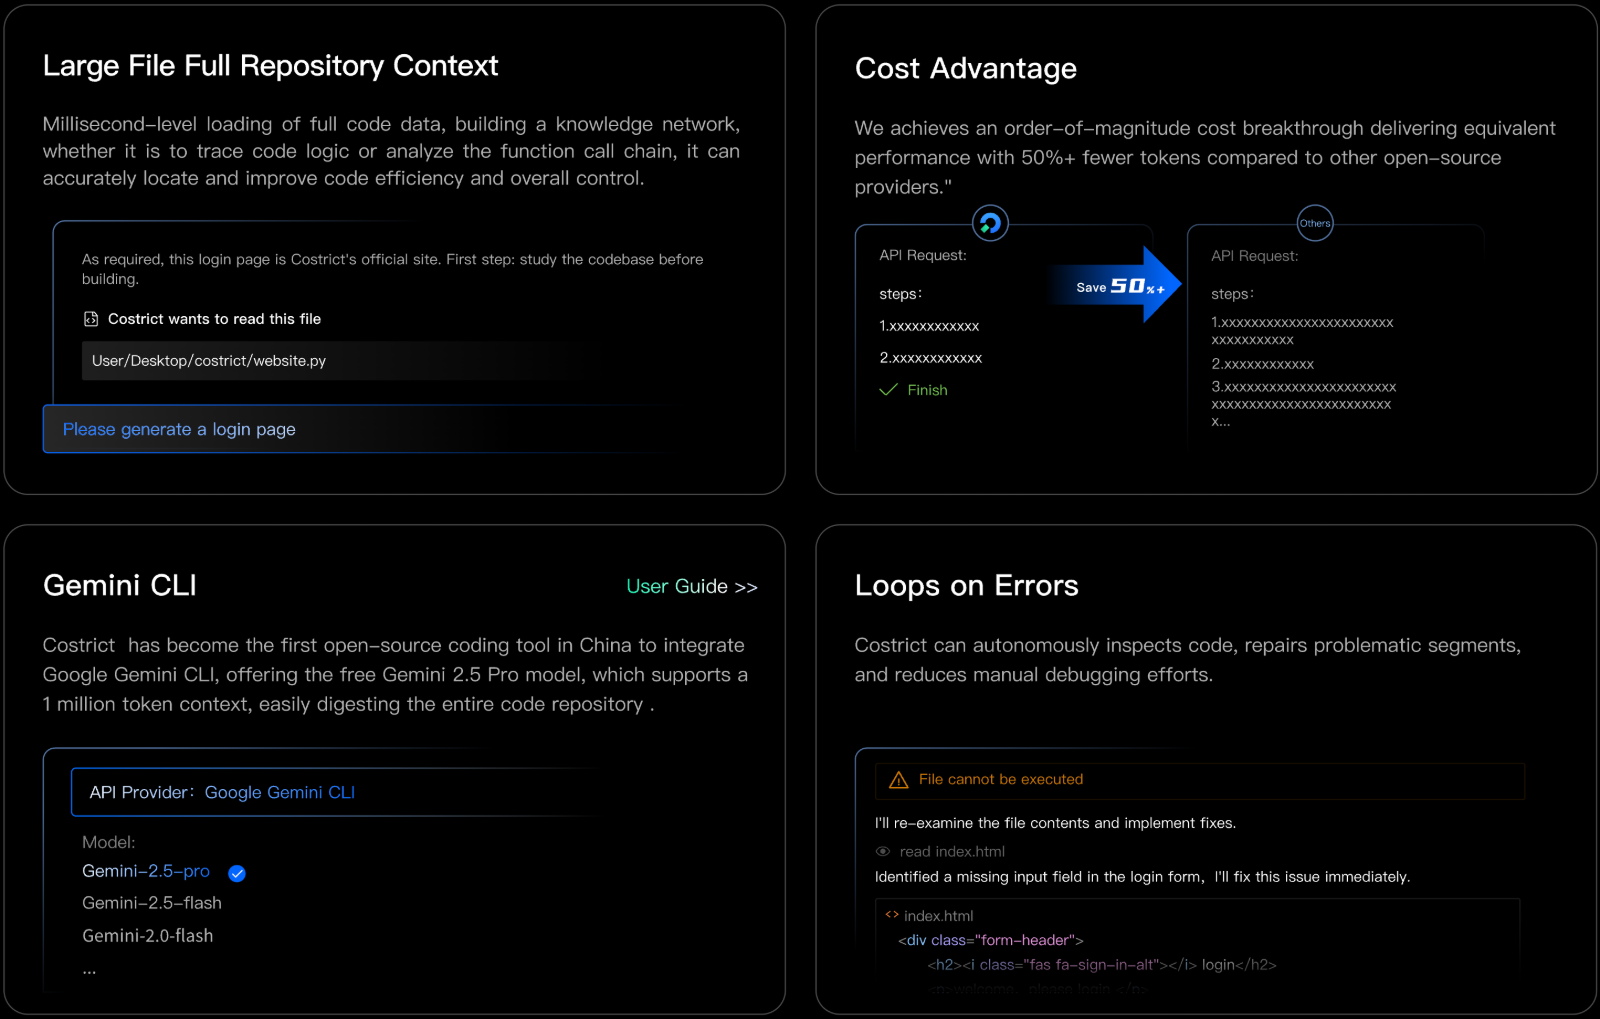 Large File Full Repository Context
Millisecond-level loading of full code data, building a knowledge network,
whether it is to trace code logic or analyze the function call chain, it can
accurately locate and improve code efficiency and overall control.
As required, this login page is Costrict's official site. First step: study the codebase before
building.
Costrict wants to read this file
User/Desktop/costrict/website.py
Please generate a login page
Cost Advantage
We achieves an order-of-magnitude cost breakthrough delivering equivalent
performance with 50%+ fewer tokens compared to other open-source
providers."
API Request:
steps:
1.xxxxxxxxxxxx
2.xxxxxxxxxxxx
Finish
Save 50%+
Others
API Request:
steps:
1.xxxxxxxxxxxxxxxxxxxxxxx
xxxxxxxxxxx
2.xxxxxxxxxxxx
3.xxxxxxxxxxxxxxxxxxxxxxx
xxxxxxxxxxxxxxxxxxxxxxxx
x...
Gemini CLI
User Guide >>
Costrict has become the first open-source coding tool in China to integrate
Google Gemini CLI, offering the free Gemini 2.5 Pro model, which supports a
1 million token context, easily digesting the entire code repository .
API Provider: Google Gemini CLI
Model:
Gemini-2.5-pro
Gemini-2.5-flash
Gemini-2.0-flash
...
Loops on Errors
Costrict can autonomously inspects code, repairs problematic segments,
and reduces manual debugging efforts.
File cannot be executed
I'll re-examine the file contents and implement fixes.
read index.html
Identified a missing input field in the login form, I'll fix this issue immediately.
<> index.html
<div class="form-header">
<h2><i class="fas fa-sign-in-alt"></i> login</h2>
<p>welcome, please login </p>